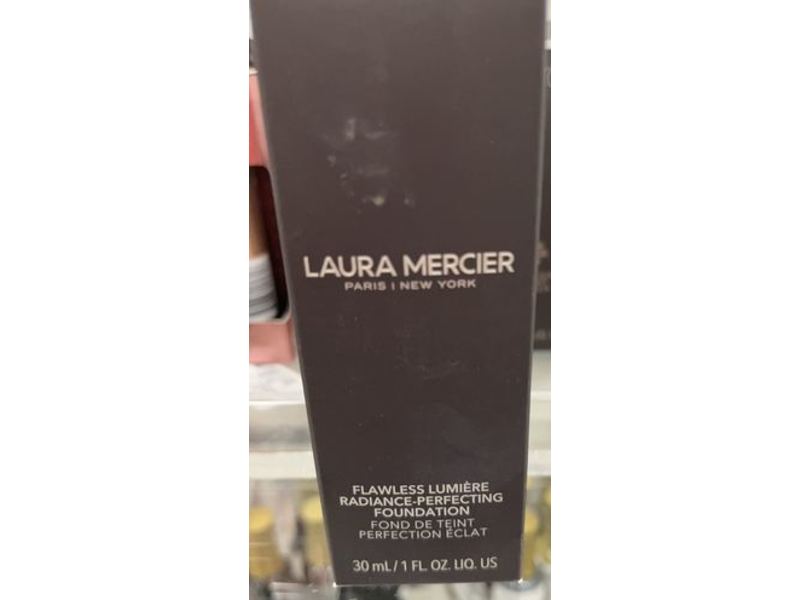 LAURA MERCIER
PARIS | NEW YORK
FLAWLESS LUMIÈRE
RADIANCE-PERFECTING
FOUNDATION
FOND DE TEINT
PERFECTION ÉCLAT
30 mL / 1 FL. OZ. LIQ. US